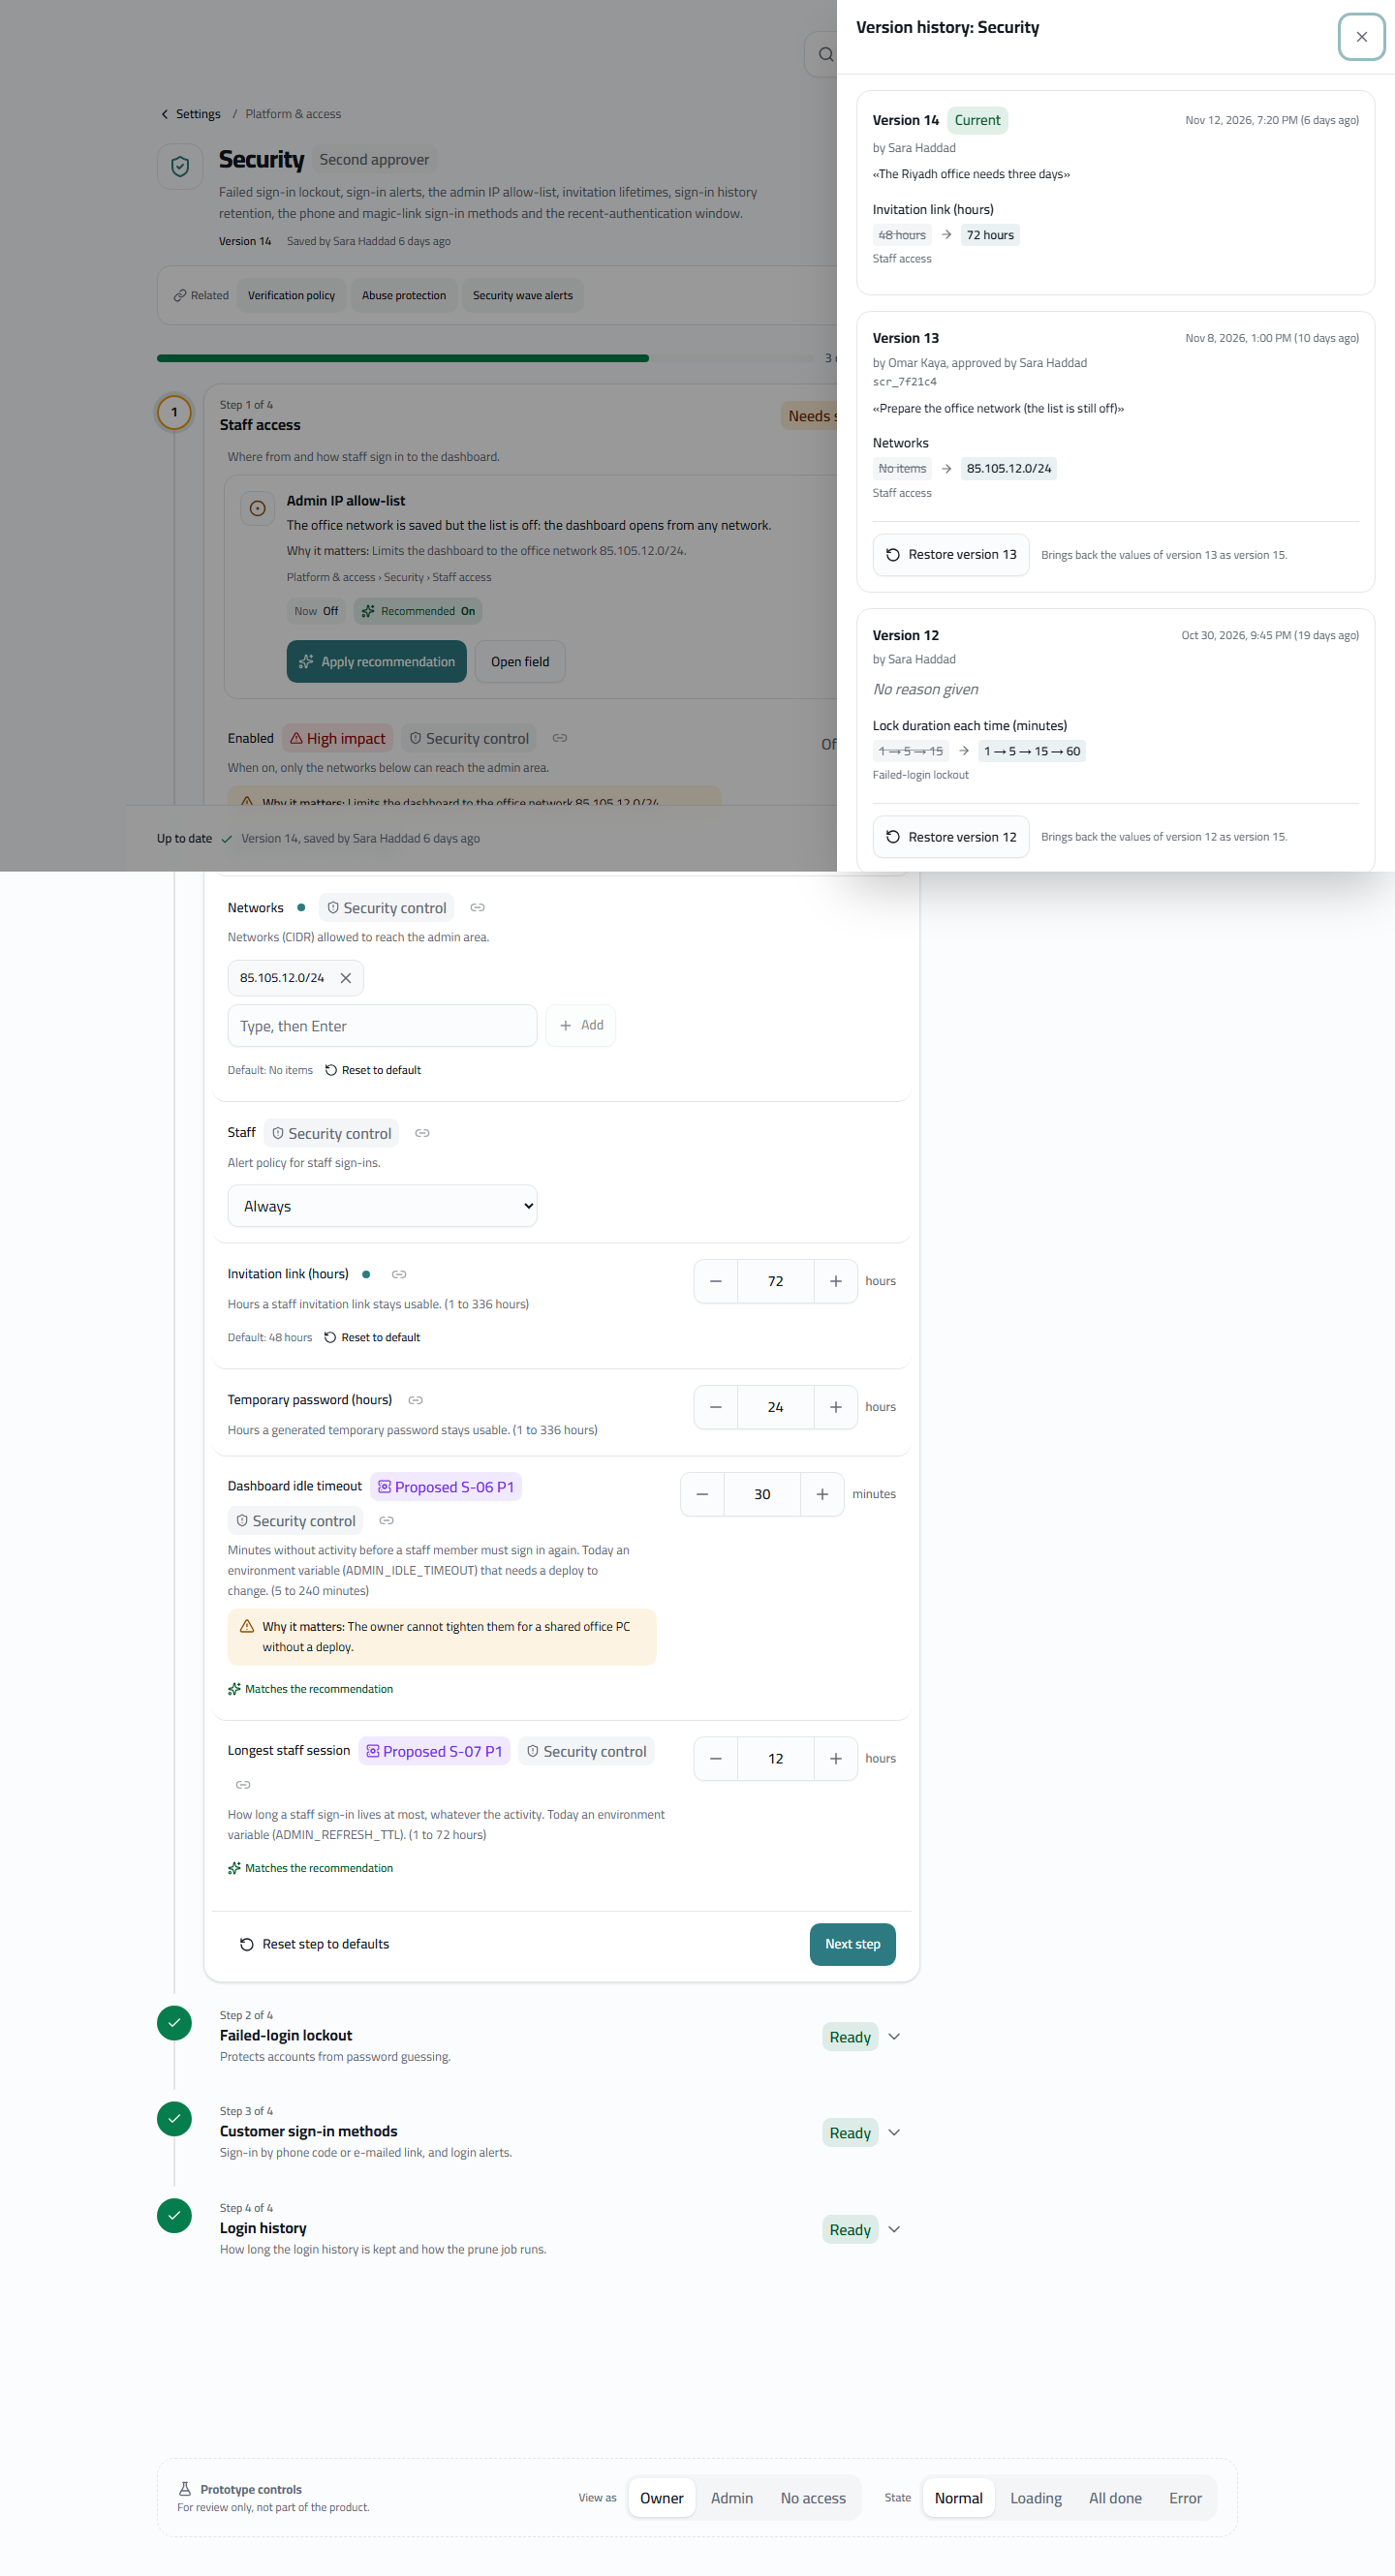 Version history: Security
Version 14 Current Nov 12, 2026, 7:20 PM (6 days ago)
by Sara Haddad
«The Riyadh office needs three days»
Invitation link (hours)
48 hours → 72 hours
Staff access
Version 13 Nov 8, 2026, 1:00 PM (10 days ago)
by Omar Kaya, approved by Sara Haddad
scr_7f21c4
«Prepare the office network (the list is still off)»
Networks
No items → 85.105.12.0/24
Staff access
Restore version 13 Brings back the values of version 13 as version 15.
Version 12 Oct 30, 2026, 9:45 PM (19 days ago)
by Sara Haddad
No reason given
Lock duration each time (minutes)
1 → 5 → 15 → 1 → 5 → 15 → 60
Failed-login lockout
Restore version 12 Brings back the values of version 12 as version 15.
Settings / Platform & access
Security Second approver
Failed sign-in lockout, sign-in alerts, the admin IP allow-list, invitation lifetimes, sign-in history
retention, the phone and magic-link sign-in methods and the recent-authentication window.
Version 14 Saved by Sara Haddad 6 days ago
Related Verification policy Abuse protection Security wave alerts
3
1
Step 1 of 4
Staff access
Needs
Where from and how staff sign in to the dashboard.
Admin IP allow-list
The office network is saved but the list is off: the dashboard opens from any network.
Why it matters: Limits the dashboard to the office network 85.105.12.0/24.
Platform & access › Security › Staff access
Now Off Recommended On
Apply recommendation Open field
Enabled High impact Security control Of
When on, only the networks below can reach the admin area.
Why it matters: Limits the dashboard to the office network 85.105.12.0/24.
Up to date Version 14, saved by Sara Haddad 6 days ago
Networks Security control
Networks (CIDR) allowed to reach the admin area.
85.105.12.0/24
Type, then Enter + Add
Default: No items Reset to default
Staff Security control
Alert policy for staff sign-ins.
Always
Invitation link (hours) − 72 + hours
Hours a staff invitation link stays usable. (1 to 336 hours)
Default: 48 hours Reset to default
Temporary password (hours) − 24 + hours
Hours a generated temporary password stays usable. (1 to 336 hours)
Dashboard idle timeout Proposed S-06 P1 − 30 + minutes
Security control
Minutes without activity before a staff member must sign in again. Today an
environment variable (ADMIN_IDLE_TIMEOUT) that needs a deploy to
change. (5 to 240 minutes)
Why it matters: The owner cannot tighten them for a shared office PC
without a deploy.
Matches the recommendation
Longest staff session Proposed S-07 P1 Security control − 12 + hours
How long a staff sign-in lives at most, whatever the activity. Today an environment
variable (ADMIN_REFRESH_TTL). (1 to 72 hours)
Matches the recommendation
Reset step to defaults Next step
Step 2 of 4
Failed-login lockout
Protects accounts from password guessing.
Ready
Step 3 of 4
Customer sign-in methods
Sign-in by phone code or e-mailed link, and login alerts.
Ready
Step 4 of 4
Login history
How long the login history is kept and how the prune job runs.
Ready
Prototype controls
For review only, not part of the product.
View as Owner Admin No access State Normal Loading All done Error